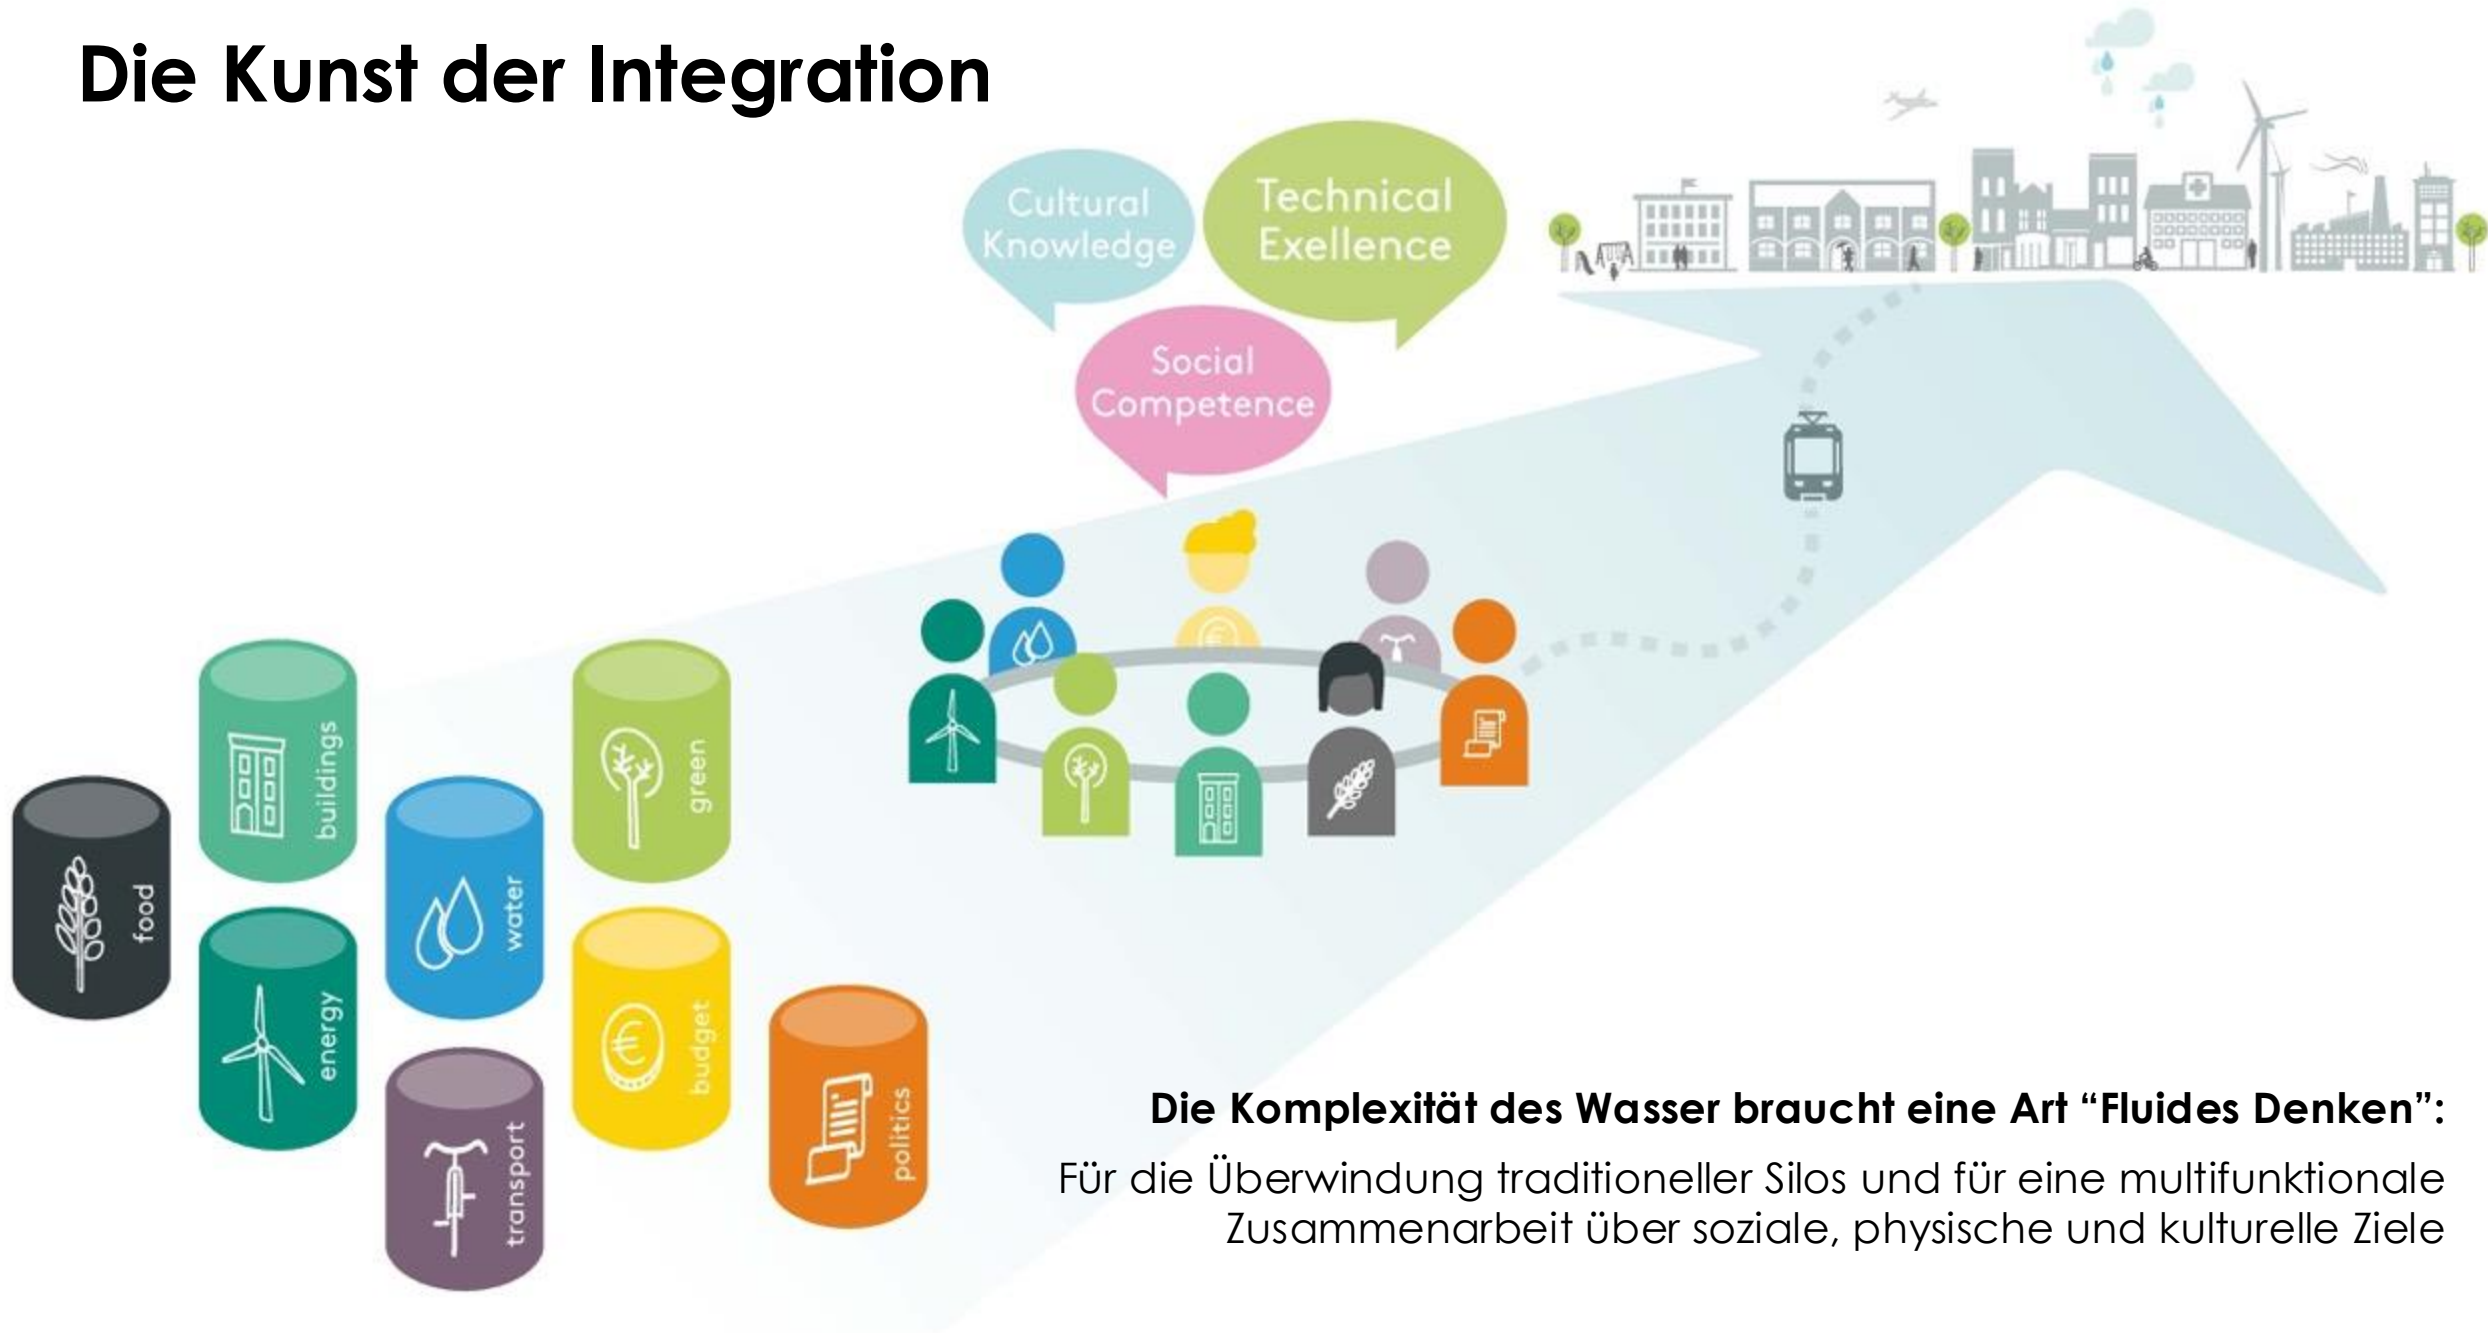 Die Kunst der Integration
Cultural
Knowledge
Technical
Exellence
Social
Competence
food
buildings
energy
water
transport
green
budget
politics
Die Komplexität des Wasser braucht eine Art “Fluides Denken”:
Für die Überwindung traditioneller Silos und für eine multifunktionale
Zusammenarbeit über soziale, physische und kulturelle Ziele